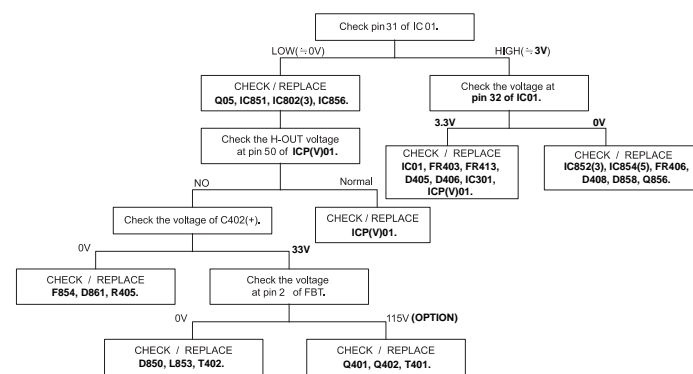 Check pin 31 of IC01.
LOW(≒0V)
HIGH(≒3V)
CHECK / REPLACE
Q05, IC851, IC802(3), IC856.
Check the voltage at
pin 32 of IC01.
3.3V
0V
Check the H-OUT voltage
at pin 50 of ICP(V)01.
CHECK / REPLACE
IC01, FR403, FR413,
D405, D406, IC301,
ICP(V)01.
CHECK / REPLACE
IC852(3), IC854(5), FR406,
D408, D858, Q856.
NO
Normal
Check the voltage of C402(+).
CHECK / REPLACE
ICP(V)01.
0V
33V
CHECK / REPLACE
F854, D861, R405.
Check the voltage
at pin 2 of FBT.
0V
115V (OPTION)
CHECK / REPLACE
D850, L853, T402.
CHECK / REPLACE
Q401, Q402, T401.